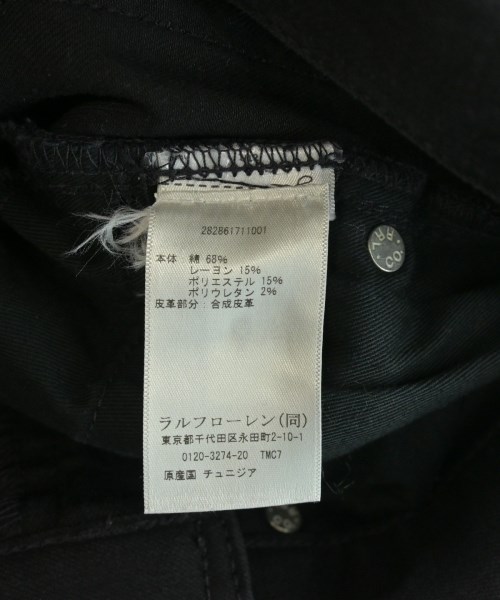 282861711001
本体 綿 68%
レーヨン 15%
ポリエステル 15%
ポリウレタン 2%
皮革部分：合成皮革
ラルフローレン(同)
東京都千代田区永田町2-10-1
0120-3274-20 TMC7
原産国 チュニジア